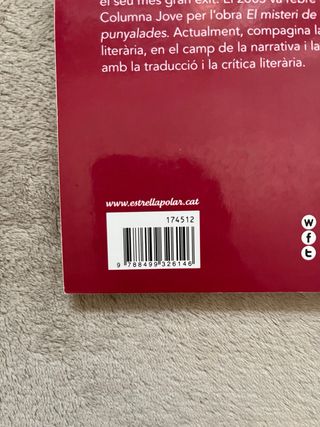 el seu més gran èxit. El 2005 va rebre
Columna Jove per l'obra El misteri de
punyalades. Actualment, compagina la
literària, en el camp de la narrativa i la
amb la traducció i la crítica literària.
www.estrellapolar.cat
174512
9 788499 326146
w
f
t